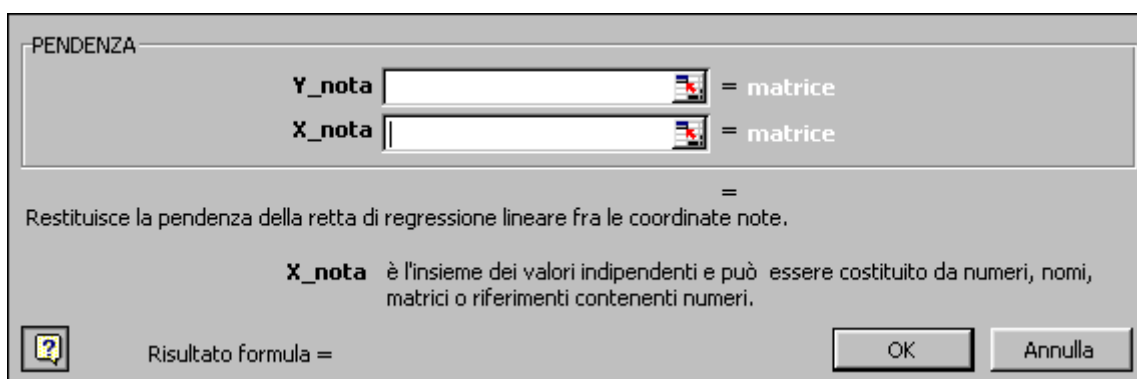 PENDENZA
Y_nota = matrice
X_nota = matrice
=
Restituisce la pendenza della retta di regressione lineare fra le coordinate note.
X_nota è l'insieme dei valori indipendenti e può essere costituito da numeri, nomi,
matrici o riferimenti contenenti numeri.
? Risultato formula = OK Annulla